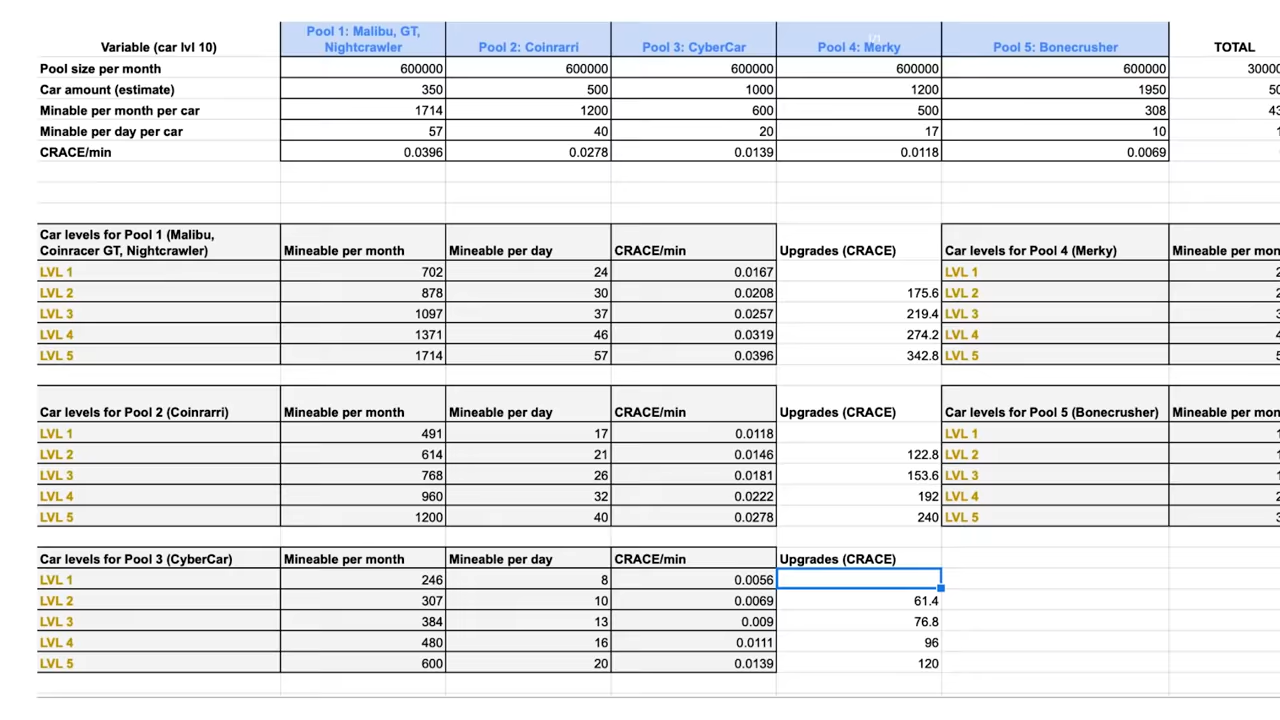 Variable (car lvl 10) Pool 1: Malibu, GT, Nightcrawler Pool 2: Coinrarri Pool 3: CyberCar Pool 4: Merky Pool 5: Bonecrusher TOTAL
Pool size per month 600000 600000 600000 600000 600000 30000
Car amount (estimate) 350 500 1000 1200 1950 50
Minable per month per car 1714 1200 600 500 308 43
Minable per day per car 57 40 20 17 10 1
CRACE/min 0.0396 0.0278 0.0139 0.0118 0.0069
Car levels for Pool 1 (Malibu, Coinracer GT, Nightcrawler) Mineable per month Mineable per day CRACE/min Upgrades (CRACE) Car levels for Pool 4 (Merky) Mineable per mon
LVL 1 702 24 0.0167 LVL 1
LVL 2 878 30 0.0208 175.6 LVL 2
LVL 3 1097 37 0.0257 219.4 LVL 3
LVL 4 1371 46 0.0319 274.2 LVL 4
LVL 5 1714 57 0.0396 342.8 LVL 5
Car levels for Pool 2 (Coinrarri) Mineable per month Mineable per day CRACE/min Upgrades (CRACE) Car levels for Pool 5 (Bonecrusher) Mineable per mon
LVL 1 491 17 0.0118 LVL 1
LVL 2 614 21 0.0146 122.8 LVL 2
LVL 3 768 26 0.0181 153.6 LVL 3
LVL 4 960 32 0.0222 192 LVL 4
LVL 5 1200 40 0.0278 240 LVL 5
Car levels for Pool 3 (CyberCar) Mineable per month Mineable per day CRACE/min Upgrades (CRACE)
LVL 1 246 8 0.0056
LVL 2 307 10 0.0069 61.4
LVL 3 384 13 0.009 76.8
LVL 4 480 16 0.0111 96
LVL 5 600 20 0.0139 120